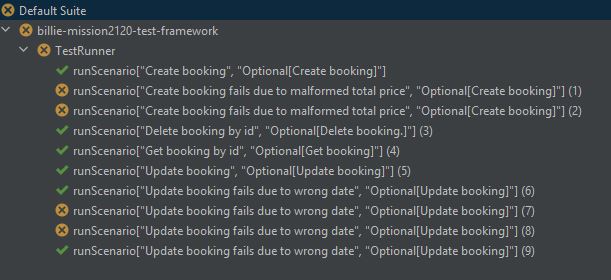 Default Suite
billie-mission2120-test-framework
TestRunner
runScenario["Create booking", "Optional[Create booking]"]
runScenario["Create booking fails due to malformed total price", "Optional[Create booking]"] (1)
runScenario["Create booking fails due to malformed total price", "Optional[Create booking]"] (2)
runScenario["Delete booking by id", "Optional[Delete booking.]"] (3)
runScenario["Get booking by id", "Optional[Get booking]"] (4)
runScenario["Update booking", "Optional[Update booking]"] (5)
runScenario["Update booking fails due to wrong date", "Optional[Update booking]"] (6)
runScenario["Update booking fails due to wrong date", "Optional[Update booking]"] (7)
runScenario["Update booking fails due to wrong date", "Optional[Update booking]"] (8)
runScenario["Update booking fails due to wrong date", "Optional[Update booking]"] (9)